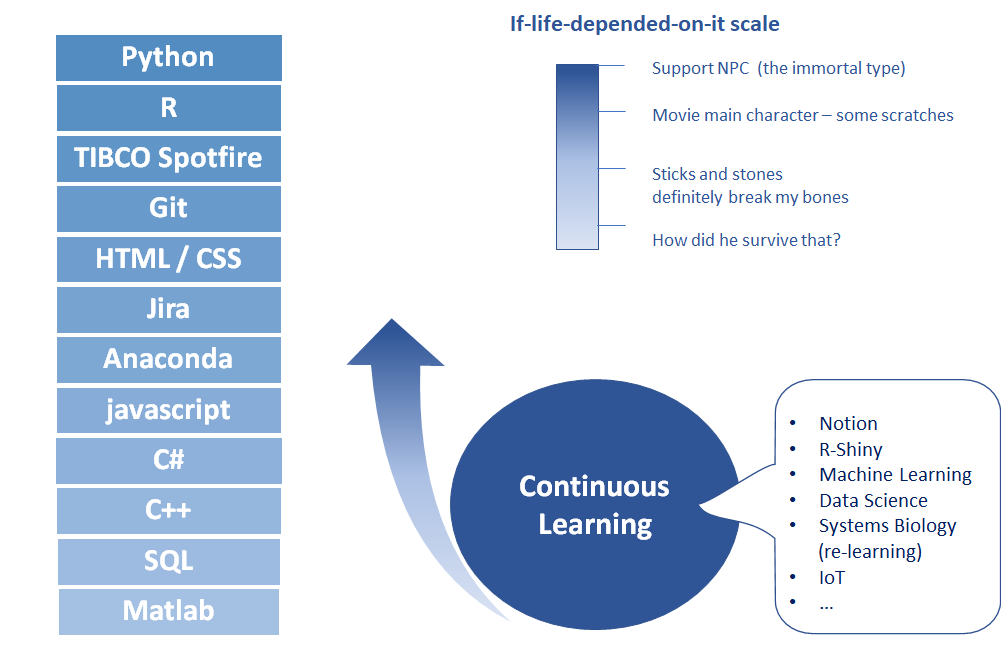 Python
R
TIBCO Spotfire
Git
HTML / CSS
Jira
Anaconda
javascript
C#
C++
SQL
Matlab
If-life-depended-on-it scale
Support NPC  (the immortal type)
Movie main character – some scratches
Sticks and stones
definitely break my bones
How did he survive that?
Continuous
Learning
• Notion
• R-Shiny
• Machine Learning
• Data Science
• Systems Biology
(re-learning)
• IoT
• ...